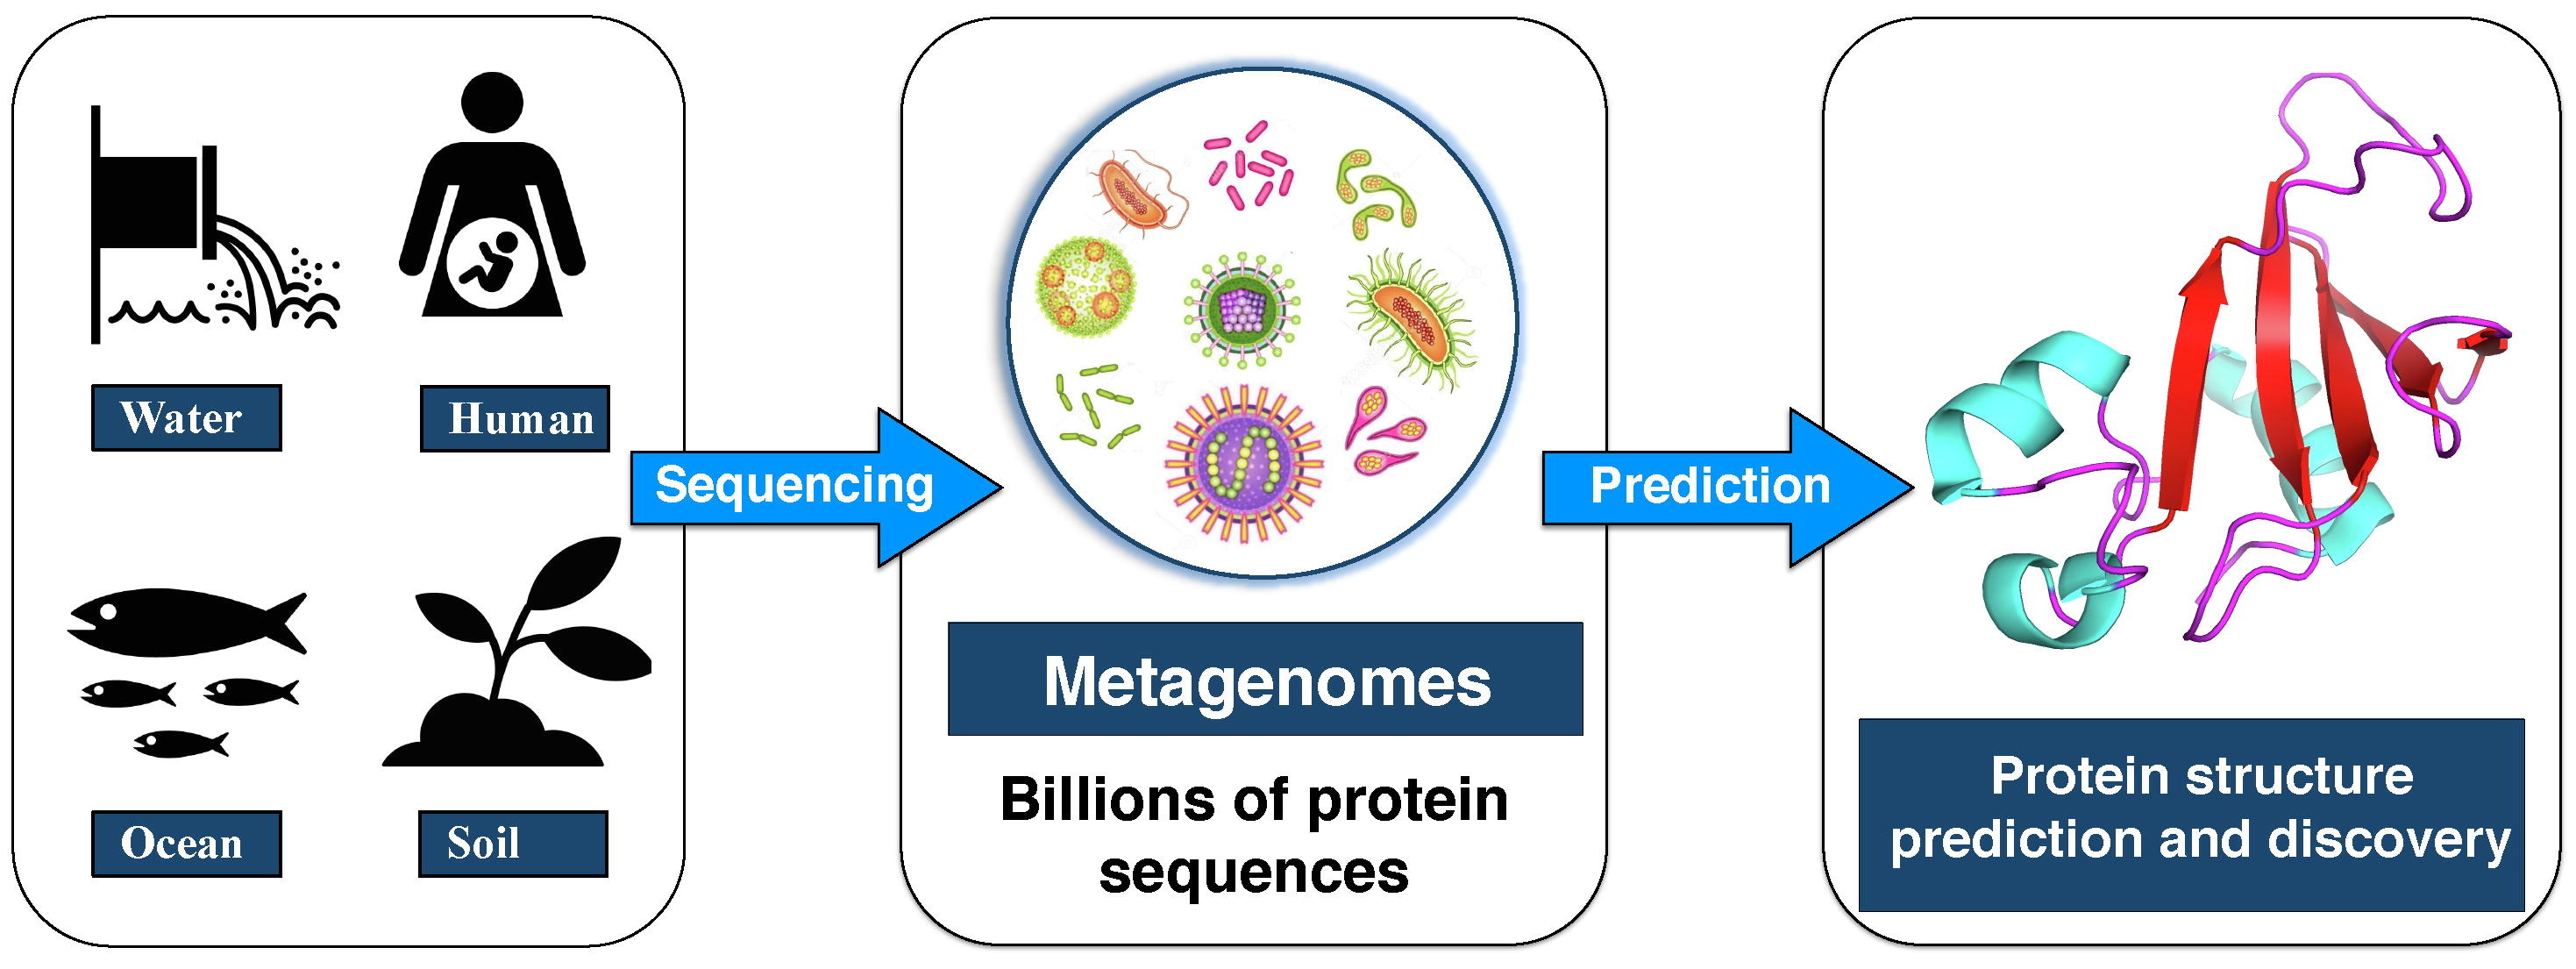 Water
Human
Ocean
Soil
Sequencing
Metagenomes
Billions of protein
sequences
Prediction
Protein structure
prediction and discovery